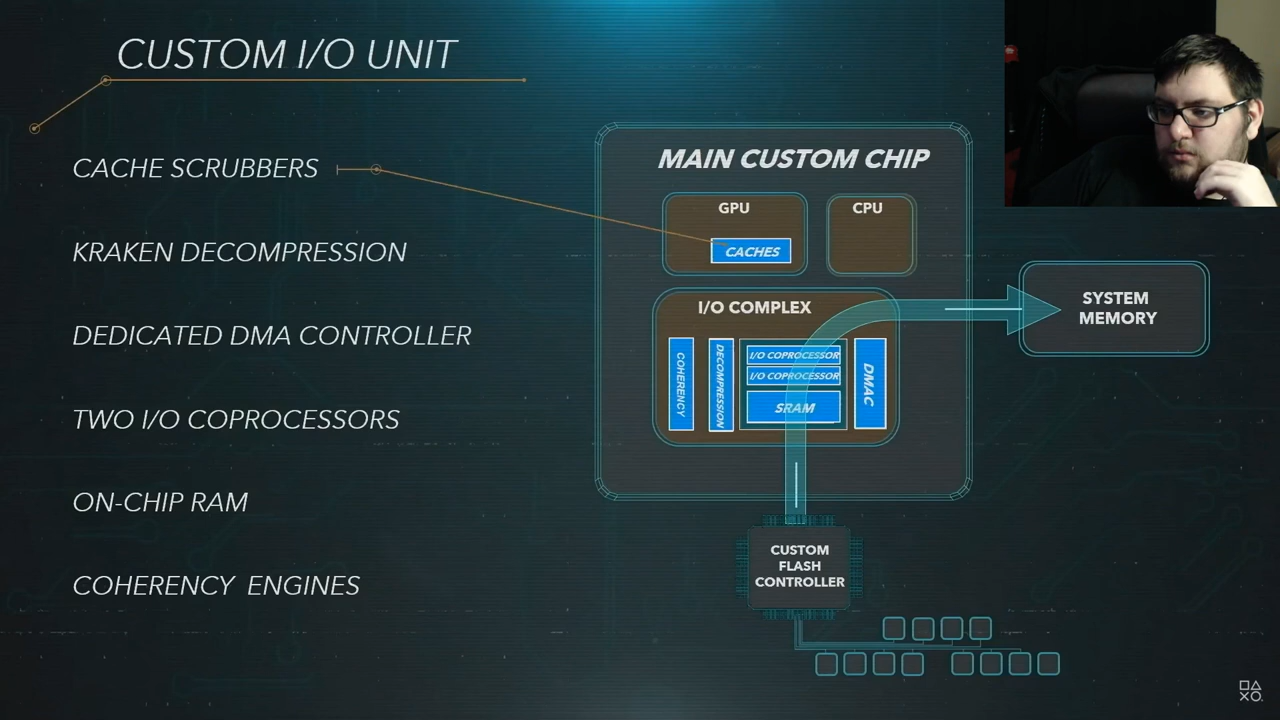 CUSTOM I/O UNIT
CACHE SCRUBBERS
KRAKEN DECOMPRESSION
DEDICATED DMA CONTROLLER
TWO I/O COPROCESSORS
ON-CHIP RAM
COHERENCY ENGINES
MAIN CUSTOM CHIP
GPU
CPU
CACHES
I/O COMPLEX
COHERENCY
DECOMPRESSION
I/O COPROCESSOR
I/O COPROCESSOR
SRAM
DMAC
SYSTEM
MEMORY
CUSTOM
FLASH
CONTROLLER